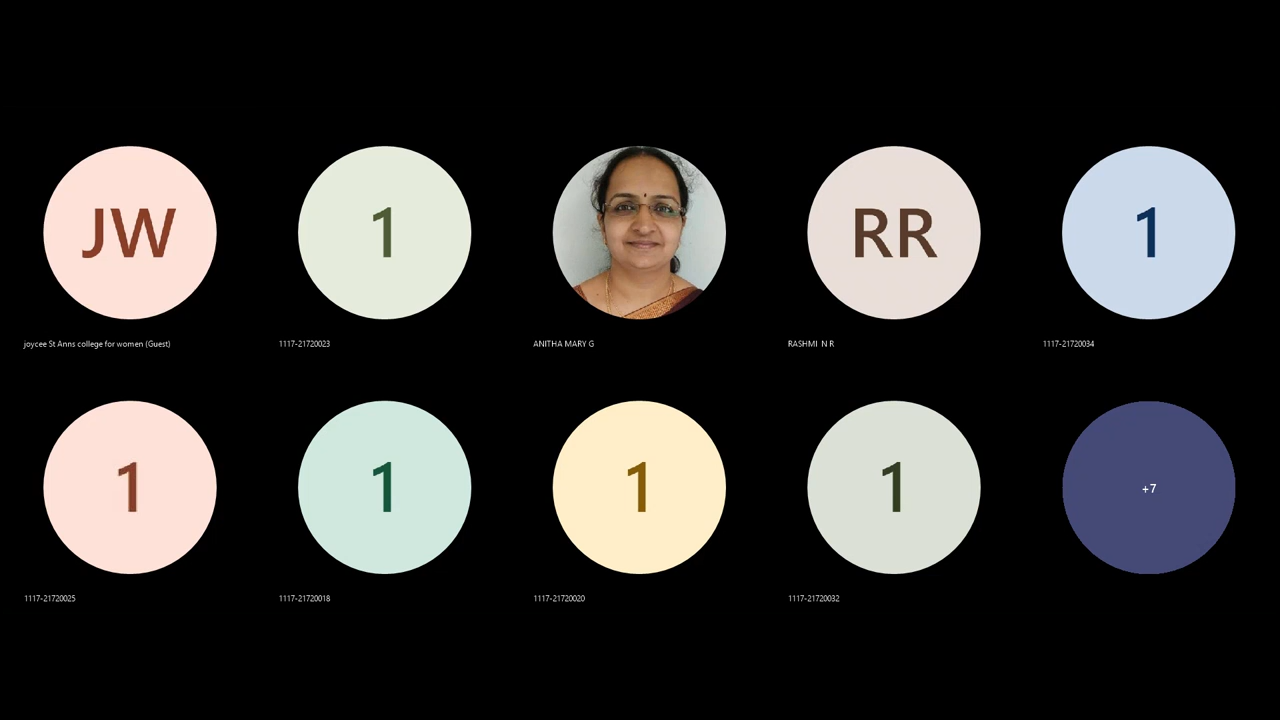 JW
1
RR
1
joycee St Anns college for women (Guest)
1117-21720023
ANITHA MARY G
RASHMI N R
1117-21720034
1
1
1
1
+7
1117-21720025
1117-21720018
1117-21720020
1117-21720032